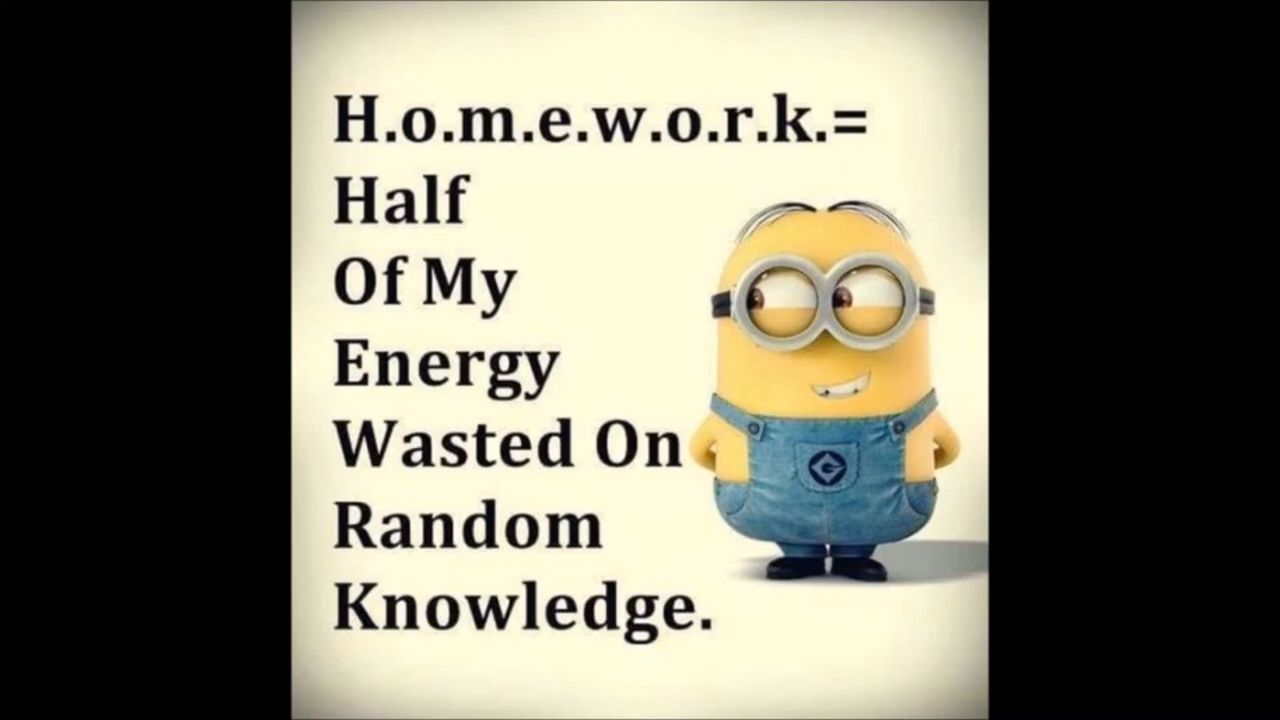 H.o.m.e.w.o.r.k.=
Half
Of My
Energy
Wasted On
Random
Knowledge.